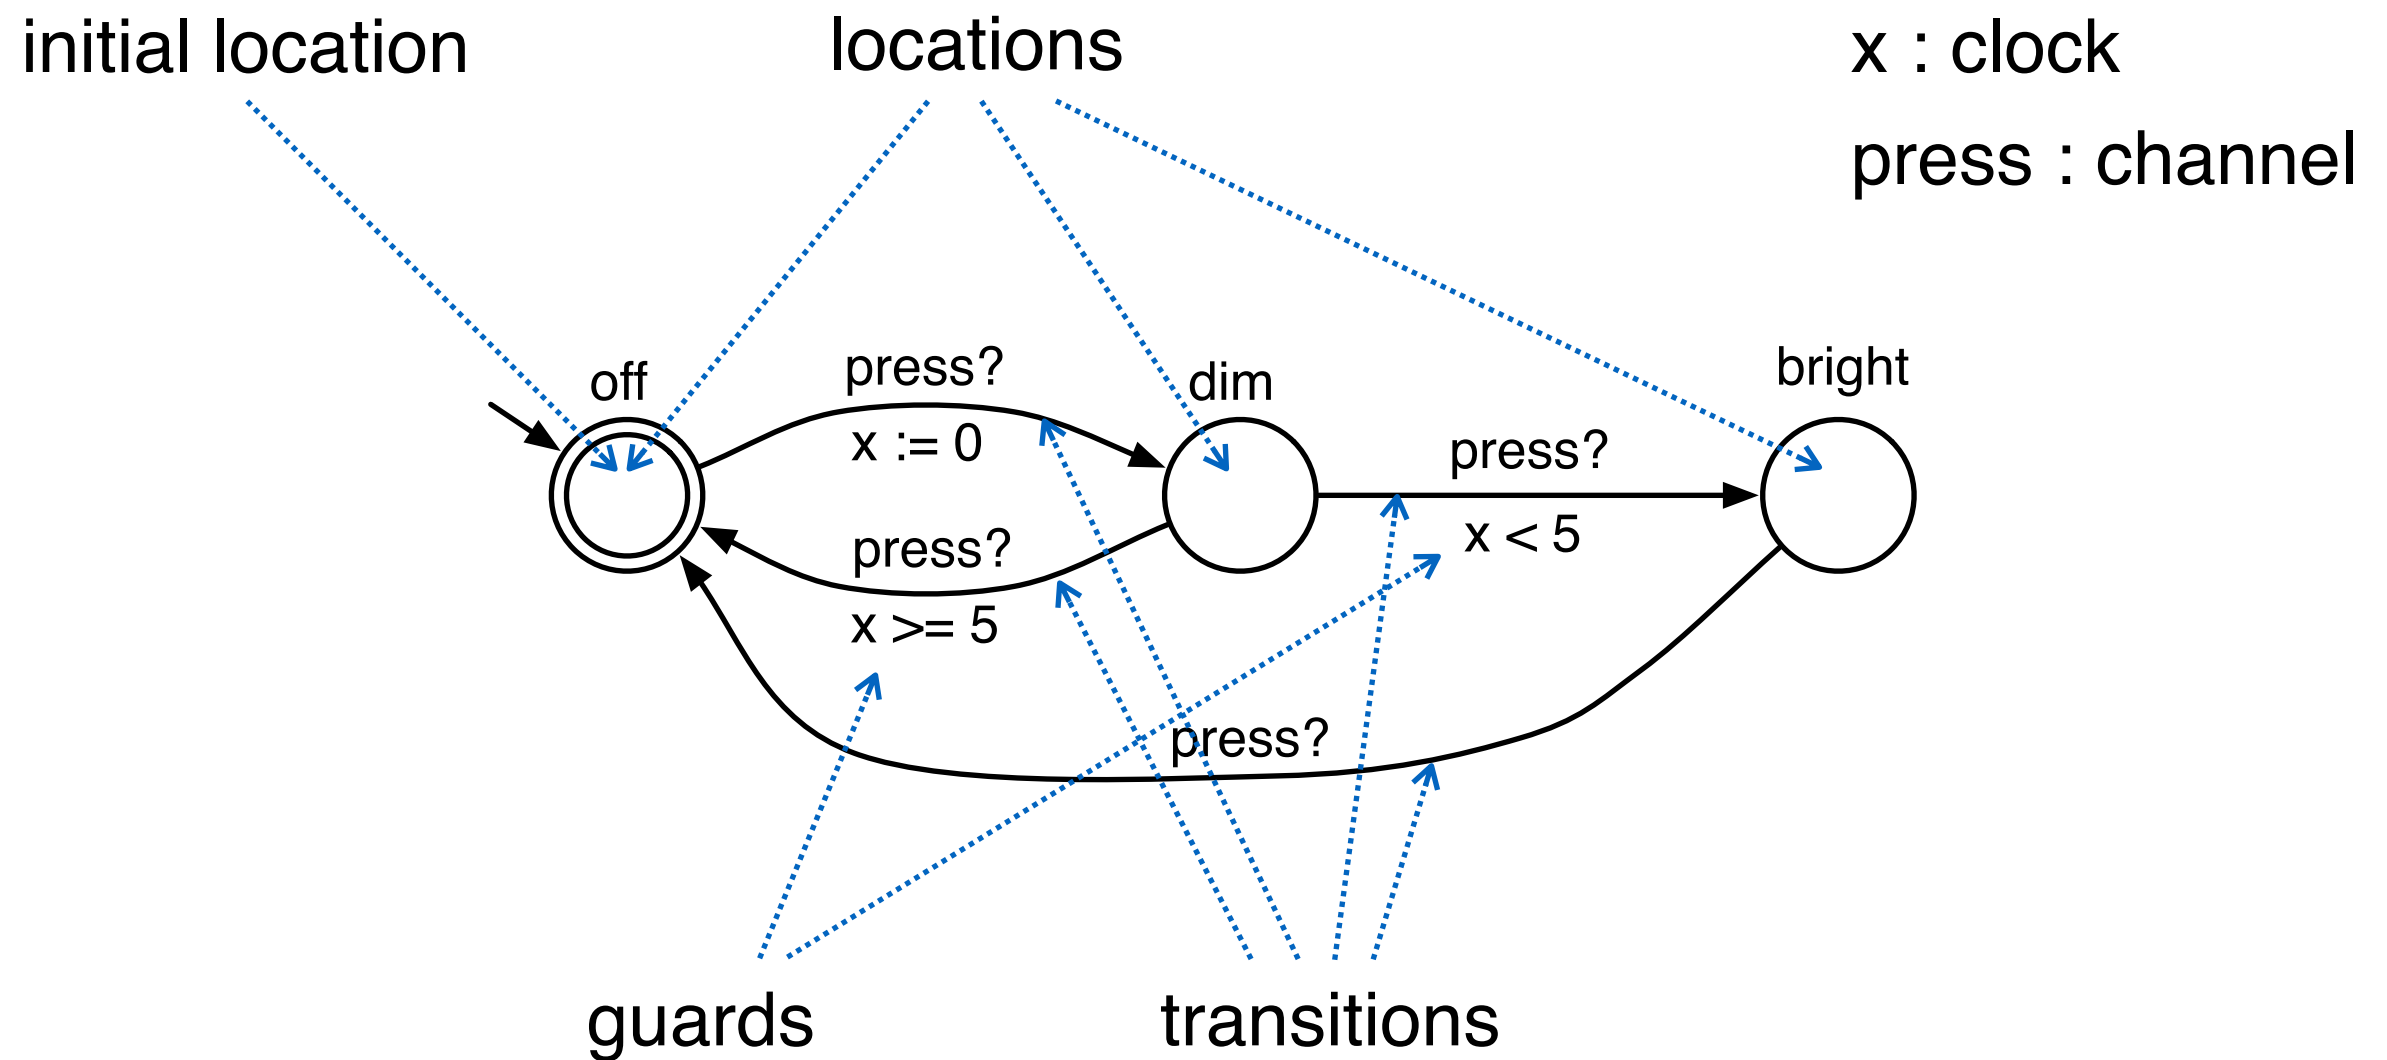 initial location
locations
x : clock
press : channel
off
press?
x := 0
dim
bright
press?
x < 5
press?
x >= 5
press?
guards
transitions